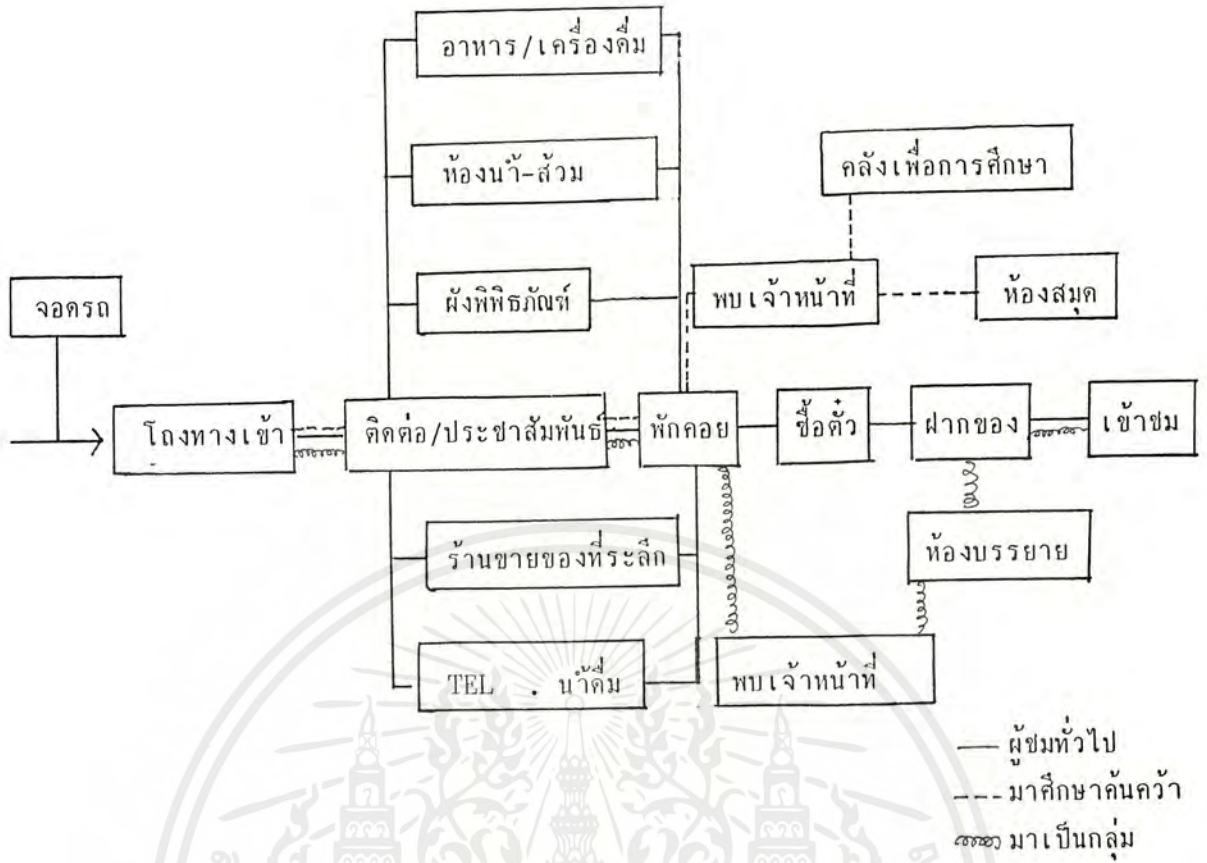 อาหาร/เครื่องดื่ม
ห้องน้ำ-ส้วม
คลังเพื่อการศึกษา
ผังพิพิธภัณฑ์
พบเจ้าหน้าที่
ห้องสมุด
จอดรถ
โถงทางเข้า
ติดต่อ/ประชาสัมพันธ์
พักคอย
ซื้อตั๋ว
ฝากของ
เข้าชม
ร้านขายของที่ระลึก
ห้องบรรยาย
TEL . น้ำดื่ม
พบเจ้าหน้าที่
ผู้ชมทั่วไป
มาศึกษาค้นคว้า
มาเป็นกลุ่ม